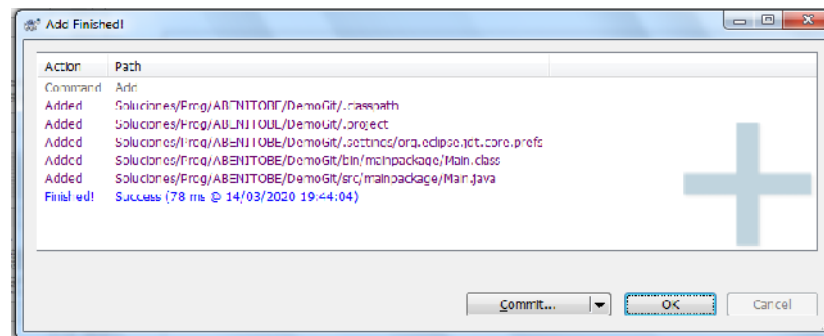 Add Finished!
Action Path
Command Add
Added Soluciones/Prog/ABENITOBE/DemoGit/.classpath
Added Soluciones/Prog/ABENITOBE/DemoGit/.project
Added Soluciones/Prog/ABENITOBE/DemoGit/.settings/org.eclipse.jdt.core.prefs
Added Soluciones/Prog/ABENITOBE/DemoGit/bin/mainpackage/Main.class
Added Soluciones/Prog/ABENITOBE/DemoGit/src/mainpackage/Main.java
Finished! Success (78 ms @ 14/03/2020 19:44:04)
Commit... OK Cancel